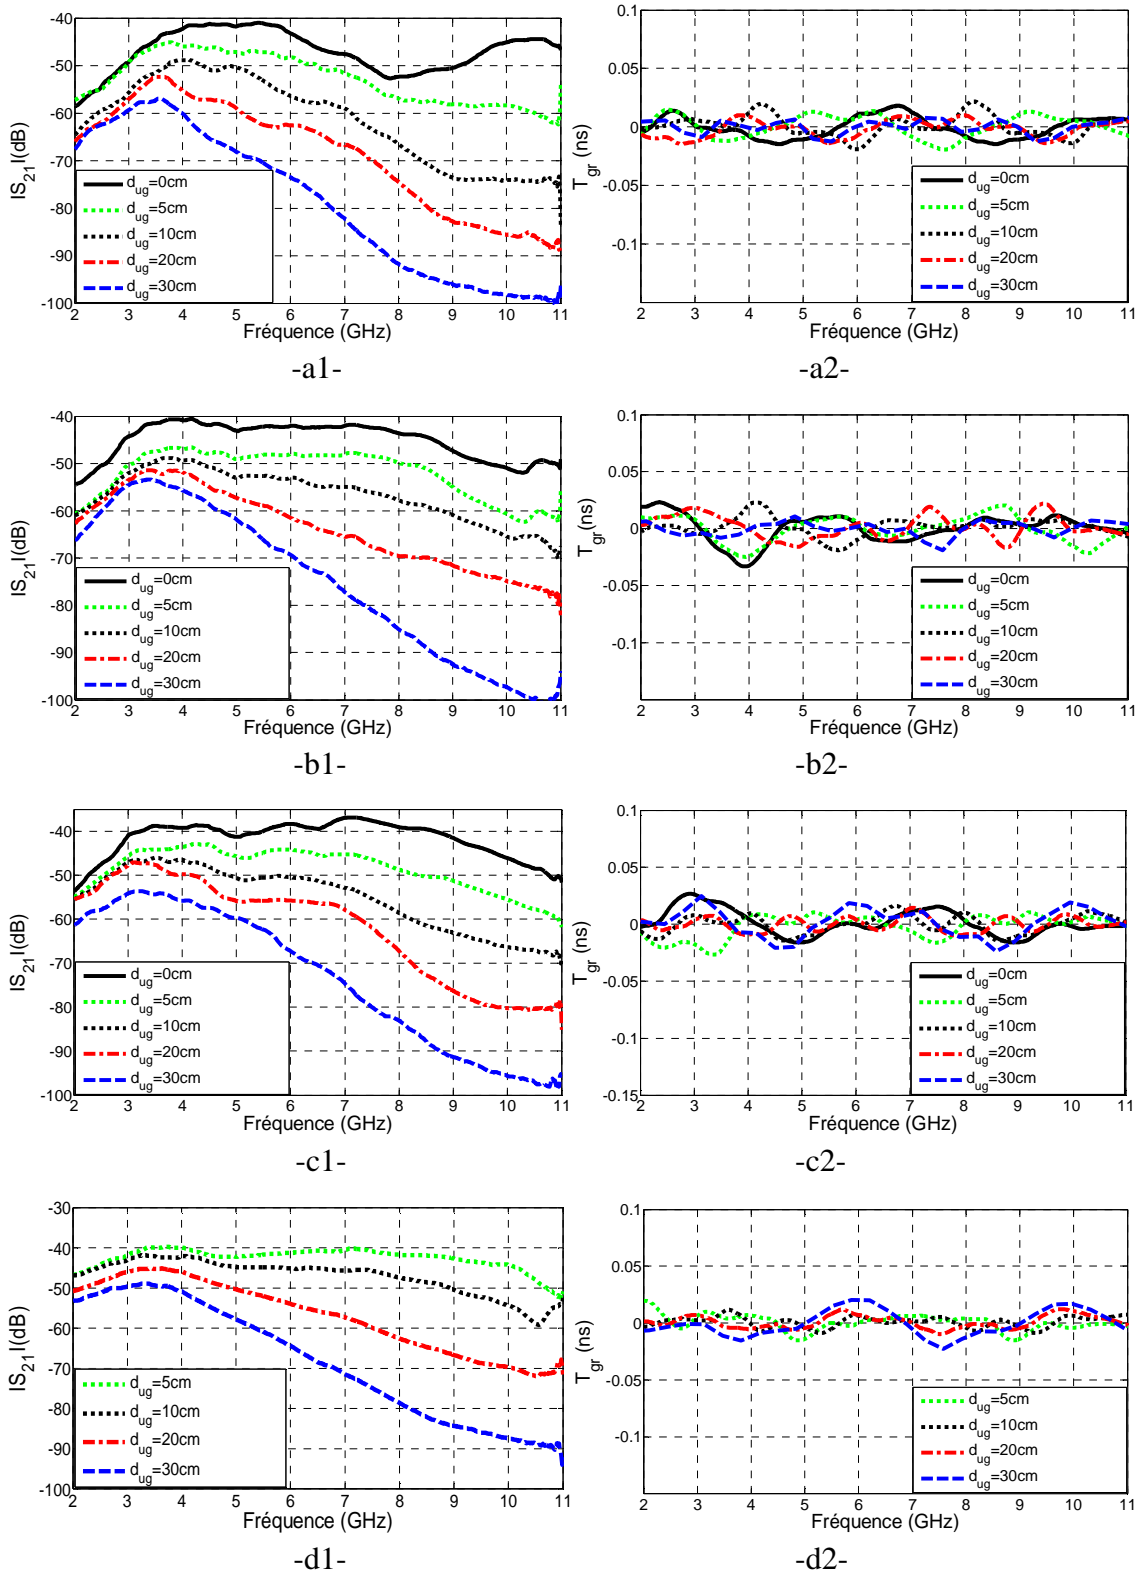 -40
-50
-60
-70
-80
-90
-100
IS21I(dB)
dug=0cm
dug=5cm
dug=10cm
dug=20cm
dug=30cm
2 3 4 5 6 7 8 9 10 11
Fréquence (GHz)
-a1-
0.1
0.05
0
-0.05
-0.1
Tgr (ns)
dug=0cm
dug=5cm
dug=10cm
dug=20cm
dug=30cm
2 3 4 5 6 7 8 9 10 11
Fréquence (GHz)
-a2-
-40
-50
-60
-70
-80
-90
-100
IS21I(dB)
dug=0cm
dug=5cm
dug=10cm
dug=20cm
dug=30cm
2 3 4 5 6 7 8 9 10 11
Fréquence (GHz)
-b1-
0.1
0.05
0
-0.05
-0.1
Tgr (ns)
dug=0cm
dug=5cm
dug=10cm
dug=20cm
dug=30cm
2 3 4 5 6 7 8 9 10 11
Fréquence (GHz)
-b2-
-40
-50
-60
-70
-80
-90
-100
IS21I(dB)
dug=0cm
dug=5cm
dug=10cm
dug=20cm
dug=30cm
2 3 4 5 6 7 8 9 10 11
Fréquence (GHz)
-c1-
0.1
0.05
0
-0.05
-0.1
-0.15
Tgr (ns)
dug=0cm
dug=5cm
dug=10cm
dug=20cm
dug=30cm
2 3 4 5 6 7 8 9 10 11
Fréquence (GHz)
-c2-
-30
-40
-50
-60
-70
-80
-90
-100
IS21I(dB)
dug=5cm
dug=10cm
dug=20cm
dug=30cm
2 3 4 5 6 7 8 9 10 11
Fréquence (GHz)
-d1-
0.1
0.05
0
-0.05
-0.1
Tgr (ns)
dug=5cm
dug=10cm
dug=20cm
dug=30cm
2 3 4 5 6 7 8 9 10 11
Fréquence (GHz)
-d2-